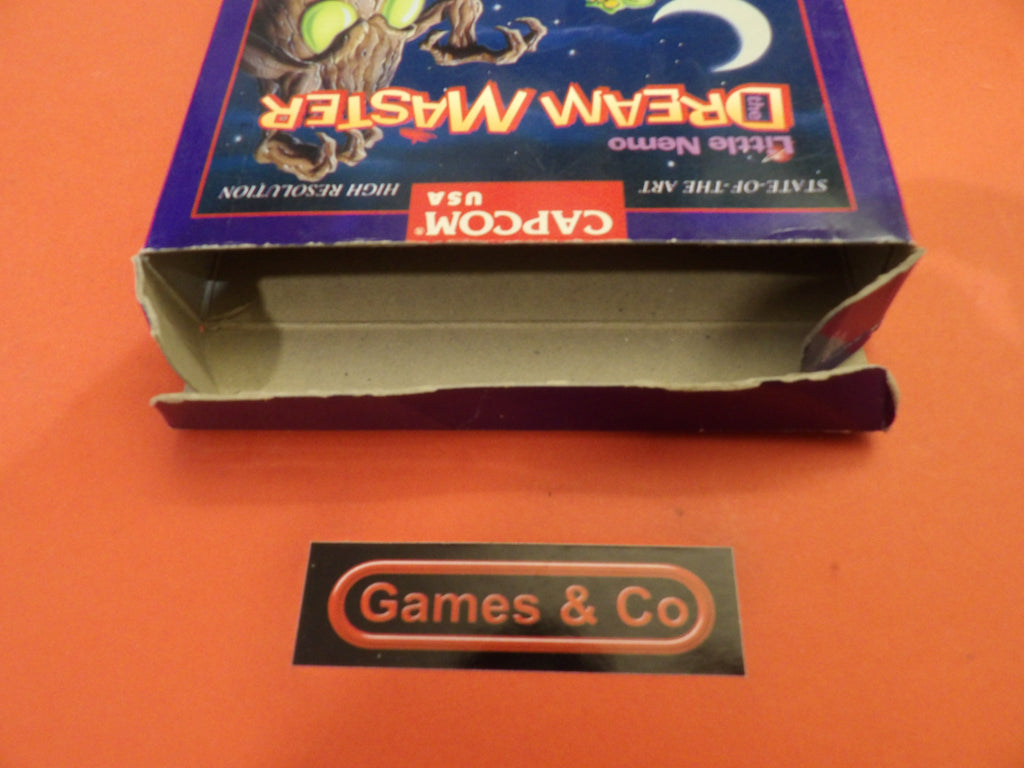 CAPCOM®
USA
STATE-OF-THE ART
HIGH RESOLUTION
Little Nemo
the DREAM MASTER
Games & Co